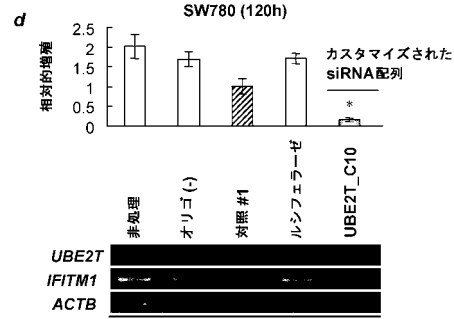 d
SW780 (120h)
相対的増殖
2.5
2
1.5
1
0.5
0
カスタマイズされた
siRNA配列
*
非処理
オリゴ (-)
対照 #1
ルシフェラーゼ
UBE2T_C10
UBE2T
IFITM1
ACTB